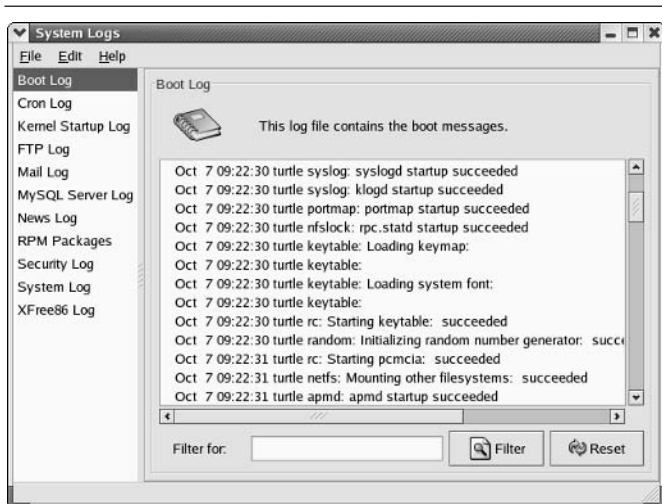 System Logs
File Edit Help
Boot Log
Cron Log
Kernel Startup Log
FTP Log
Mail Log
MySQL Server Log
News Log
RPM Packages
Security Log
System Log
XFree86 Log
Boot Log
This log file contains the boot messages.
Oct 7 09:22:30 turtle syslog: syslogd startup succeeded
Oct 7 09:22:30 turtle syslog: klogd startup succeeded
Oct 7 09:22:30 turtle portmap: portmap startup succeeded
Oct 7 09:22:30 turtle nfslock: rpc.statd startup succeeded
Oct 7 09:22:30 turtle keytable: Loading keymap:
Oct 7 09:22:30 turtle keytable:
Oct 7 09:22:30 turtle keytable: Loading system font:
Oct 7 09:22:30 turtle keytable:
Oct 7 09:22:30 turtle rc: Starting keytable: succeeded
Oct 7 09:22:30 turtle random: Initializing random number generator: succe
Oct 7 09:22:31 turtle rc: Starting pcmcia: succeeded
Oct 7 09:22:31 turtle netfs: Mounting other filesystems: succeeded
Oct 7 09:22:31 turtle apmd: apmd startup succeeded
Filter for: Filter Reset